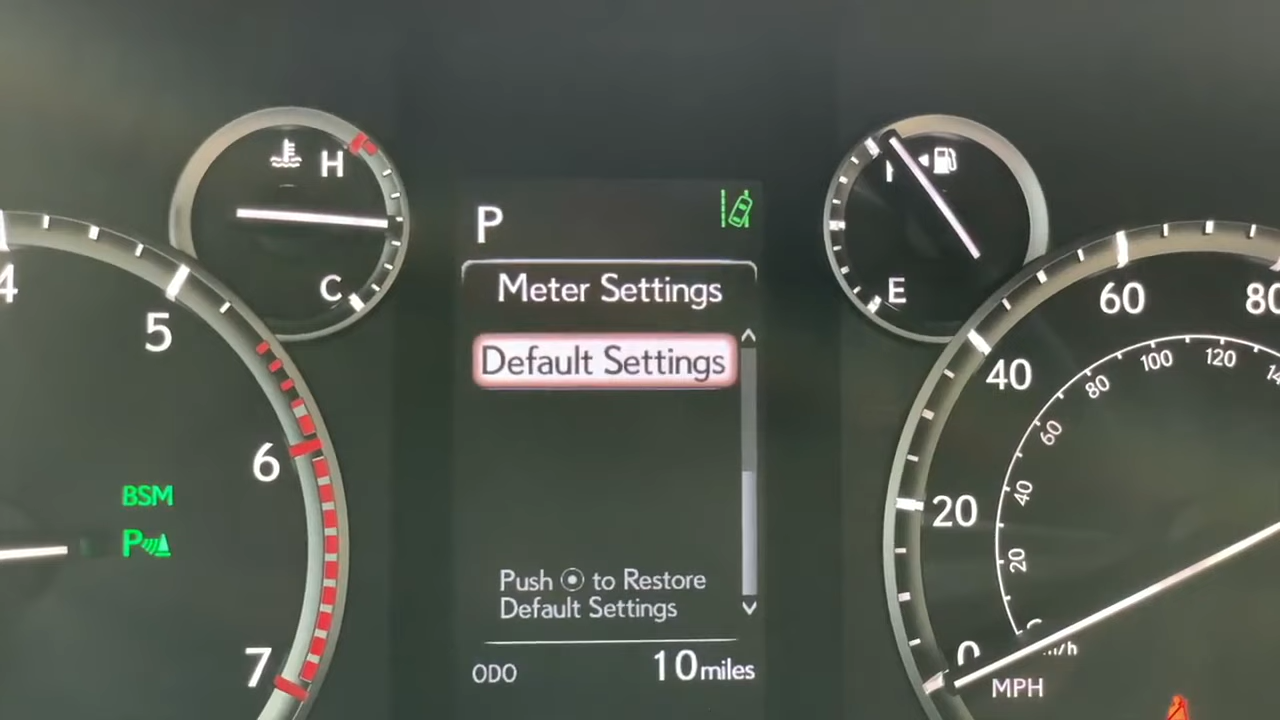 H
C
4
5
6
7
BSM
P
P
Meter Settings
Default Settings
Push to Restore
Default Settings
ODO 10 miles
E
0
20
40
60
80
20
40
60
80
100
120
MPH